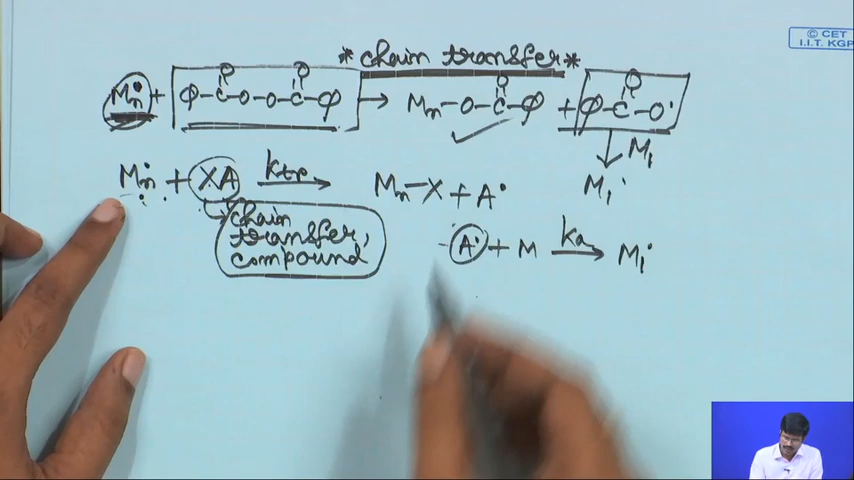 © CET
I.I.T. KGP
* chain transfer *
Mn• + Φ-C(=O)-O-O-C(=O)-Φ → Mn-O-C(=O)-Φ + Φ-C(=O)-O•
↓ M1
M1•
Mn• + XA ktr → Mn-X + A•
chain
transfer,
compound
A• + M ka → M1•